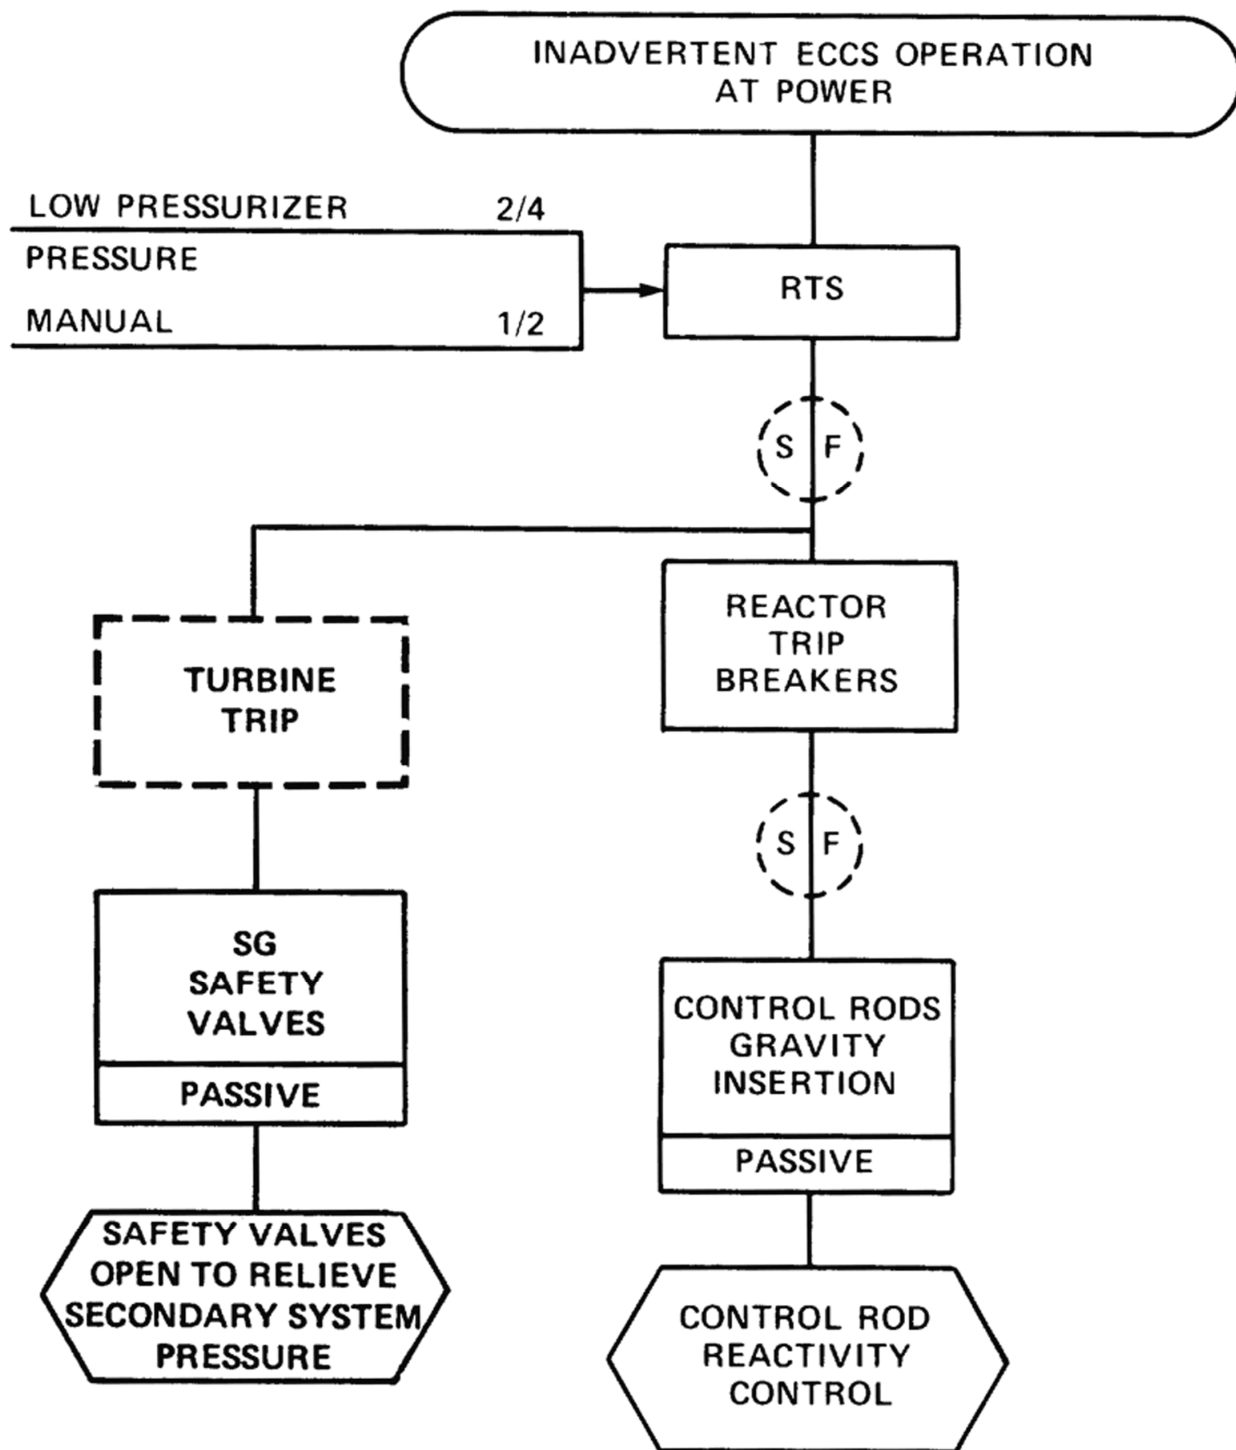 INADVERTENT ECCS OPERATION
AT POWER
LOW PRESSURIZER 2/4
PRESSURE
MANUAL 1/2
RTS
S F
TURBINE
TRIP
REACTOR
TRIP
BREAKERS
S F
SG
SAFETY
VALVES
PASSIVE
CONTROL RODS
GRAVITY
INSERTION
PASSIVE
SAFETY VALVES
OPEN TO RELIEVE
SECONDARY SYSTEM
PRESSURE
CONTROL ROD
REACTIVITY
CONTROL